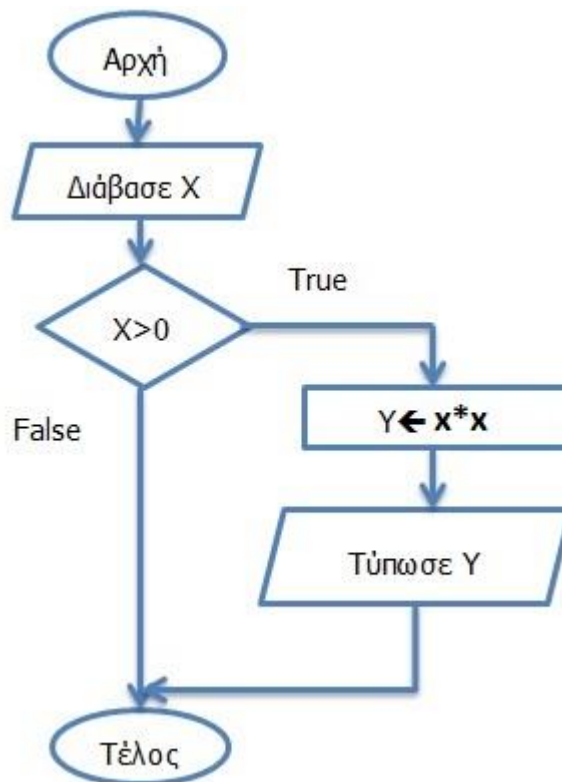 Αρχή
Διάβασε Χ
True
Χ>0
False
Υ🡸 x*x
Τύπωσε Υ
Τέλος